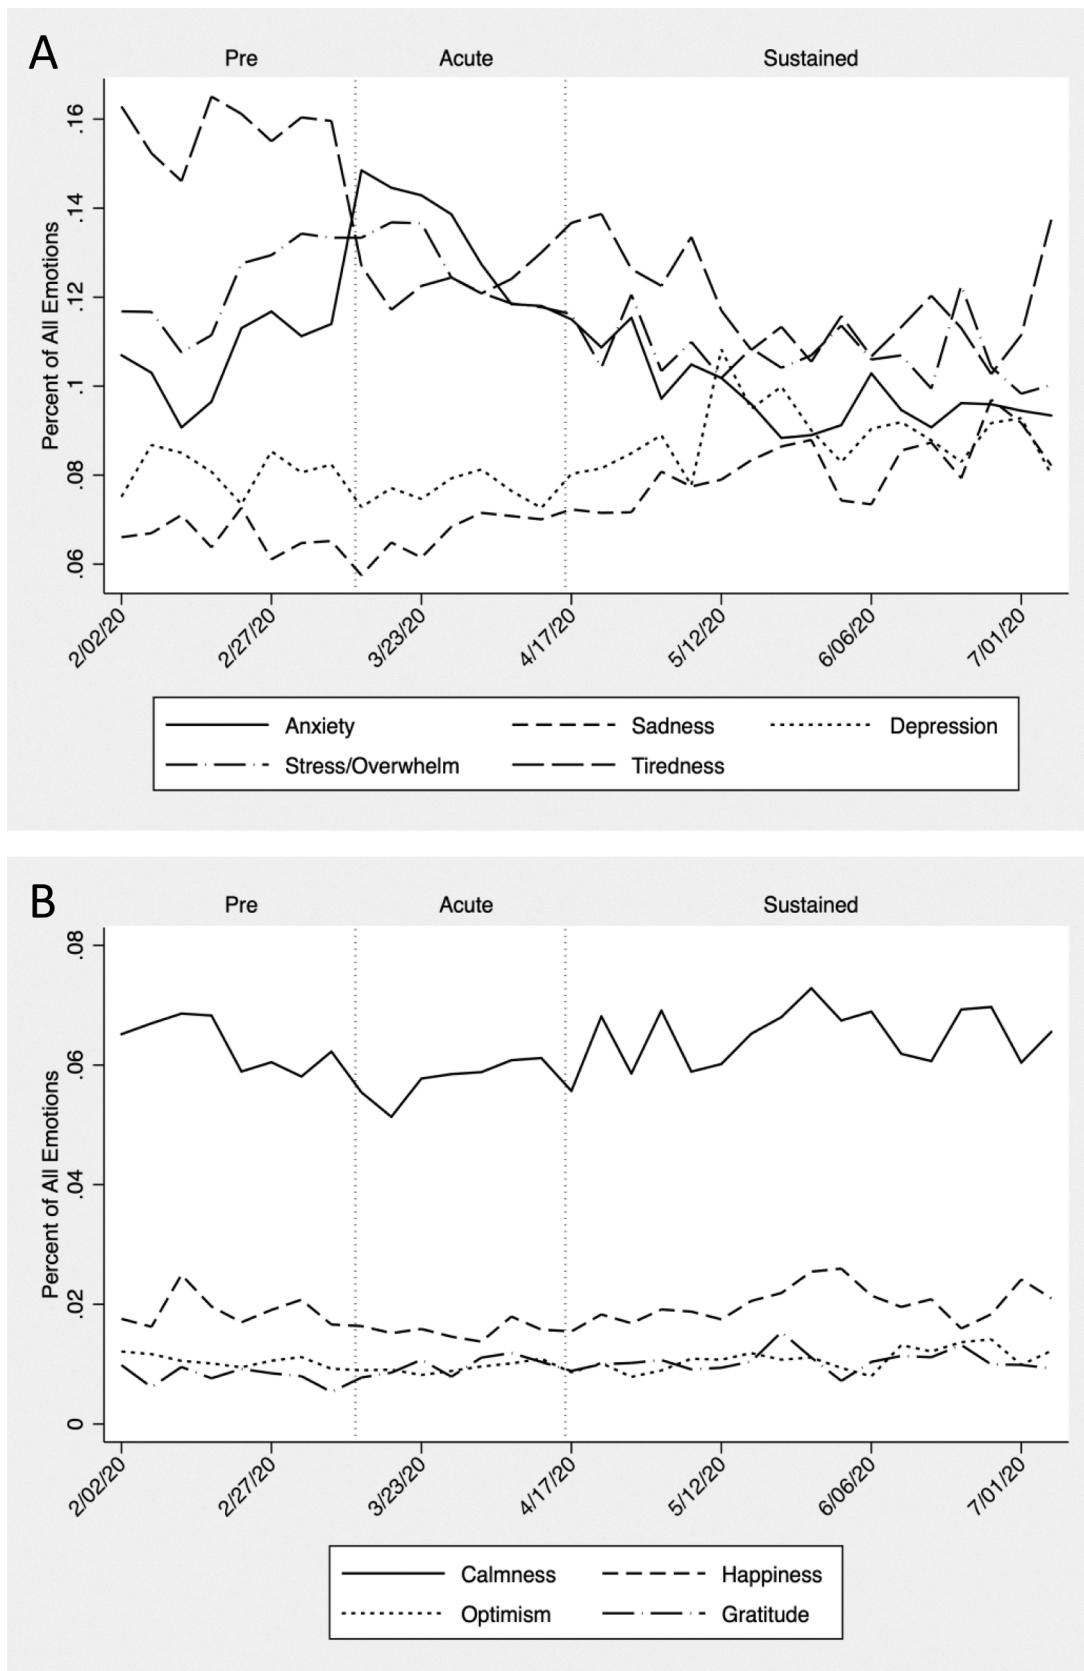 A
Pre Acute Sustained
Percent of All Emotions
.16
.14
.12
.1
.08
.06
2/02/20 2/27/20 3/23/20 4/17/20 5/12/20 6/06/20 7/01/20
Anxiety Sadness Depression
Stress/Overwhelm Tiredness
B
Pre Acute Sustained
Percent of All Emotions
.08
.06
.04
.02
0
2/02/20 2/27/20 3/23/20 4/17/20 5/12/20 6/06/20 7/01/20
Calmness Happiness
Optimism Gratitude